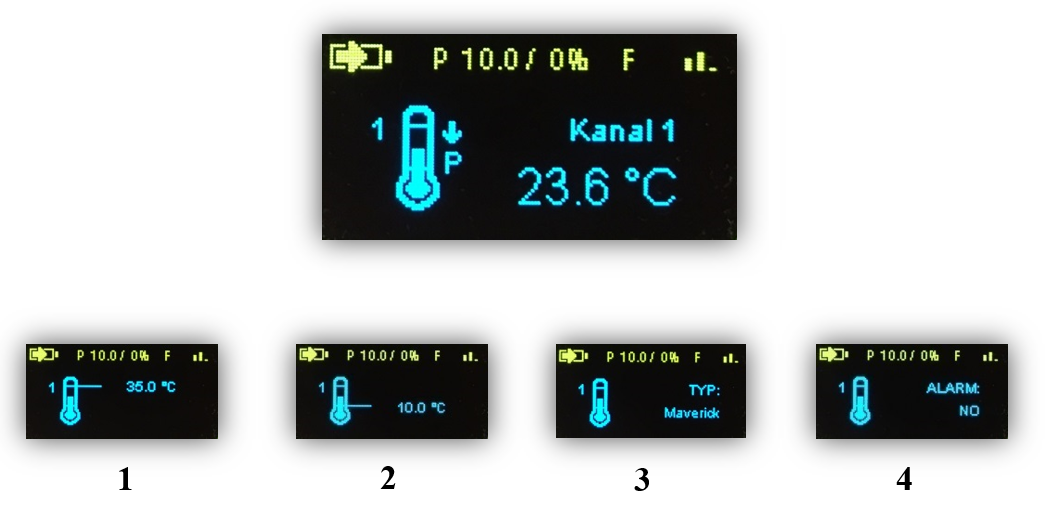 P 10.0/ 0% F
1
P
Kanal 1
23.6 °C
P 10.0/ 0% F
1 35.0 °C
P 10.0/ 0% F
1
10.0 °C
P 10.0/ 0% F
1 TYP:
Maverick
P 10.0/ 0% F
1 ALARM:
NO
1
2
3
4